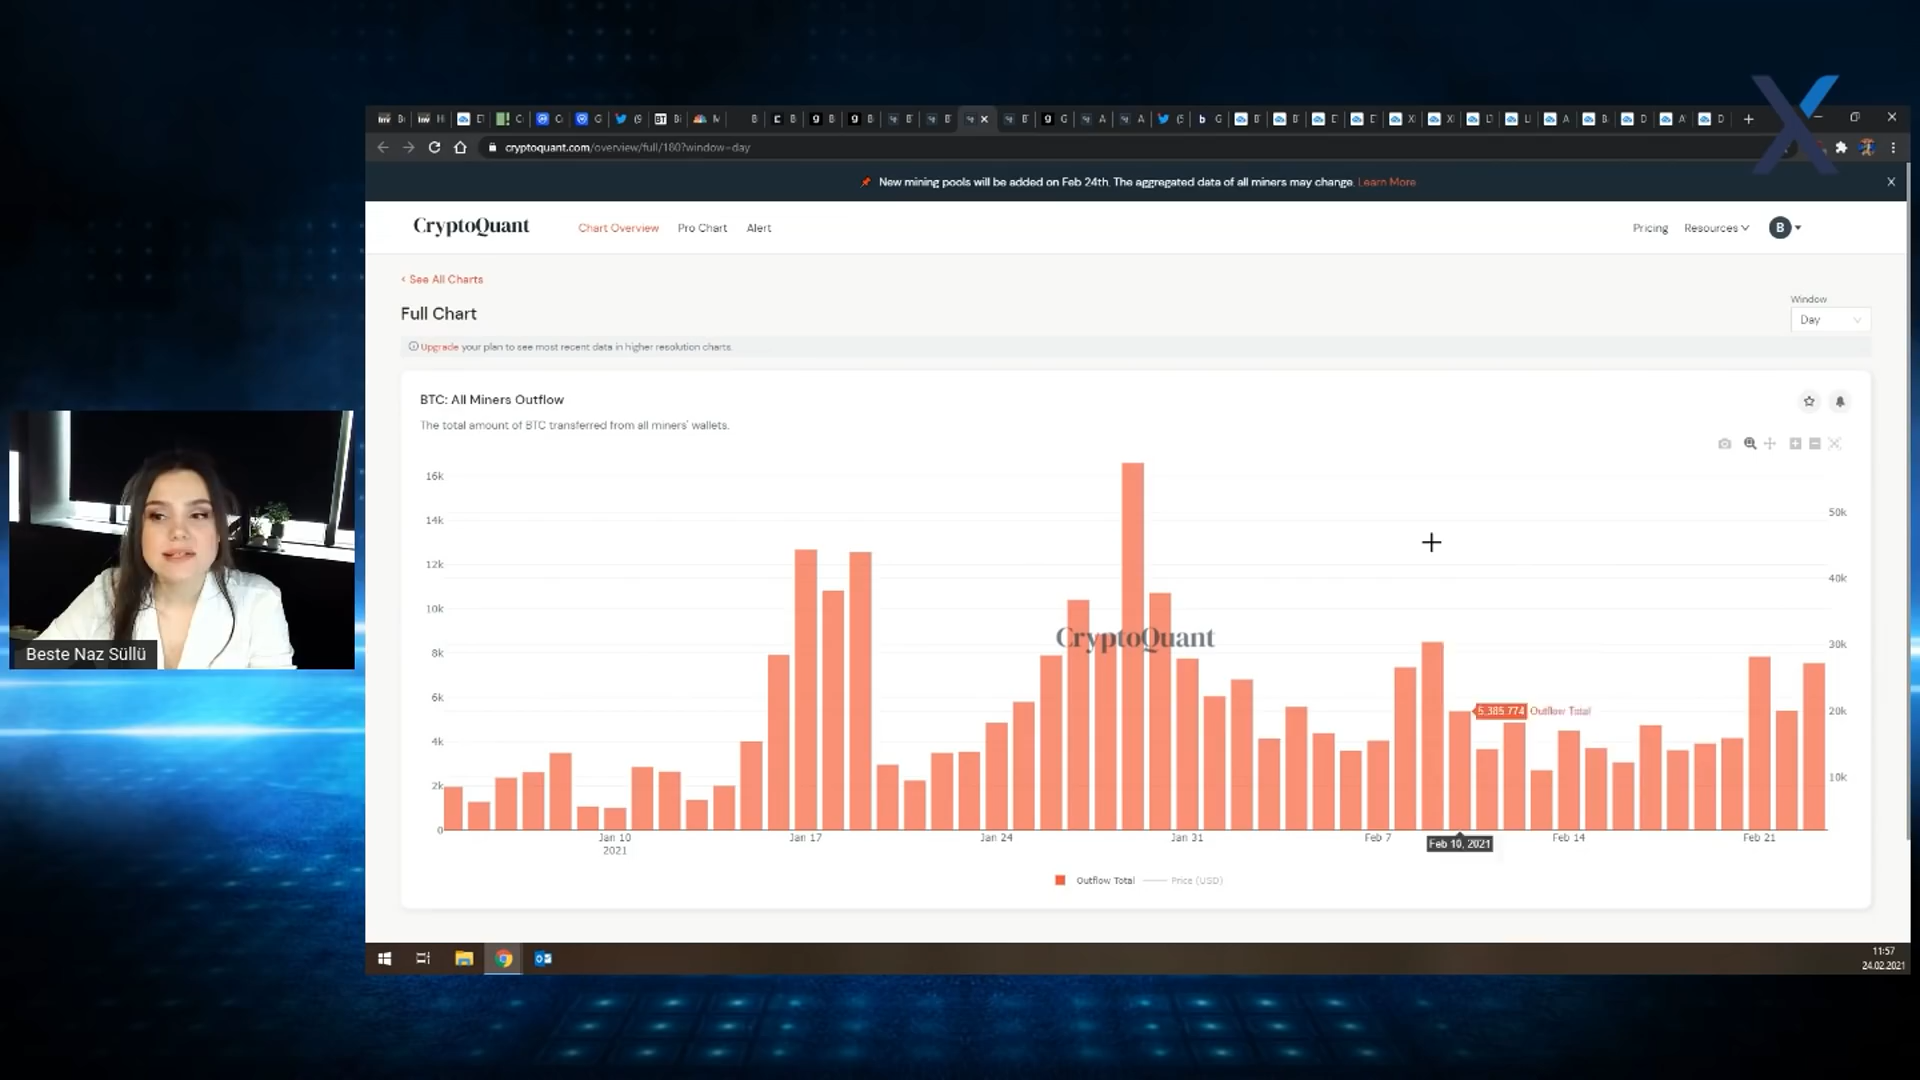 cryptoquant.com/overview/full/180?window=day
New mining pools will be added on Feb 24th. The aggregated data of all miners may change. Learn More
CryptoQuant
Chart Overview
Pro Chart
Alert
Pricing
Resources
B
< See All Charts
Full Chart
Window
Day
Upgrade your plan to see most recent data in higher resolution charts.
BTC: All Miners Outflow
The total amount of BTC transferred from all miners' wallets.
16k
14k
12k
10k
8k
6k
4k
2k
0
50k
40k
30k
20k
10k
CryptoQuant
5,385.774 Outflow Total
Jan 10
2021
Jan 17
Jan 24
Jan 31
Feb 7
Feb 10, 2021
Feb 14
Feb 21
Outflow Total
Price (USD)
Beste Naz Süllü
11:57
24.02.2021